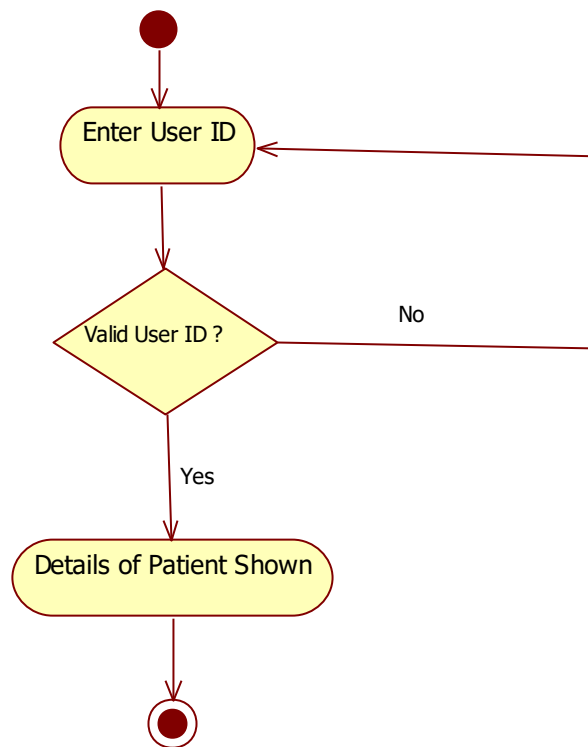 Enter User ID
Valid User ID ?
No
Yes
Details of Patient Shown